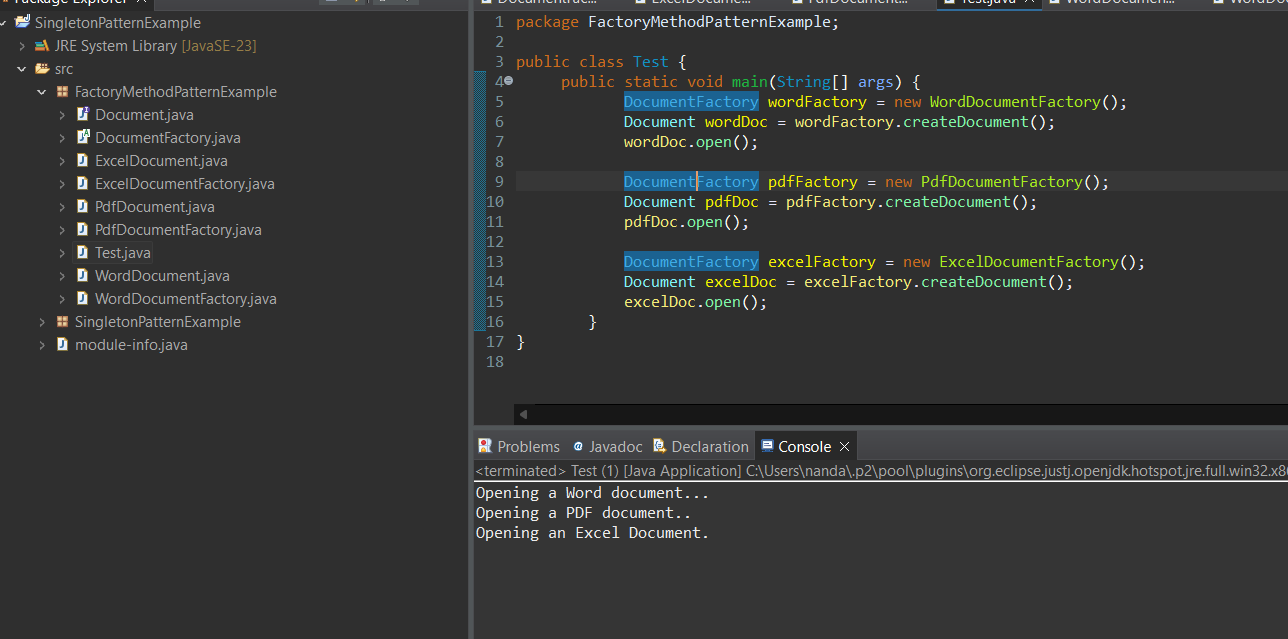 Package Explorer
SingletonPatternExample
JRE System Library [JavaSE-23]
src
FactoryMethodPatternExample
Document.java
DocumentFactory.java
ExcelDocument.java
ExcelDocumentFactory.java
PdfDocument.java
PdfDocumentFactory.java
Test.java
WordDocument.java
WordDocumentFactory.java
SingletonPatternExample
module-info.java
DocumentFac... ExcelDocume... PdfDocument... Test.java WordDocumen...
1 package FactoryMethodPatternExample;
2
3 public class Test {
4 public static void main(String[] args) {
5 DocumentFactory wordFactory = new WordDocumentFactory();
6 Document wordDoc = wordFactory.createDocument();
7 wordDoc.open();
8
9 DocumentFactory pdfFactory = new PdfDocumentFactory();
10 Document pdfDoc = pdfFactory.createDocument();
11 pdfDoc.open();
12
13 DocumentFactory excelFactory = new ExcelDocumentFactory();
14 Document excelDoc = excelFactory.createDocument();
15 excelDoc.open();
16 }
17 }
18
Problems @ Javadoc Declaration Console
<terminated> Test (1) [Java Application] C:\Users\nanda\.p2\pool\plugins\org.eclipse.justj.openjdk.hotspot.jre.full.win32.x8
Opening a Word document...
Opening a PDF document..
Opening an Excel Document.